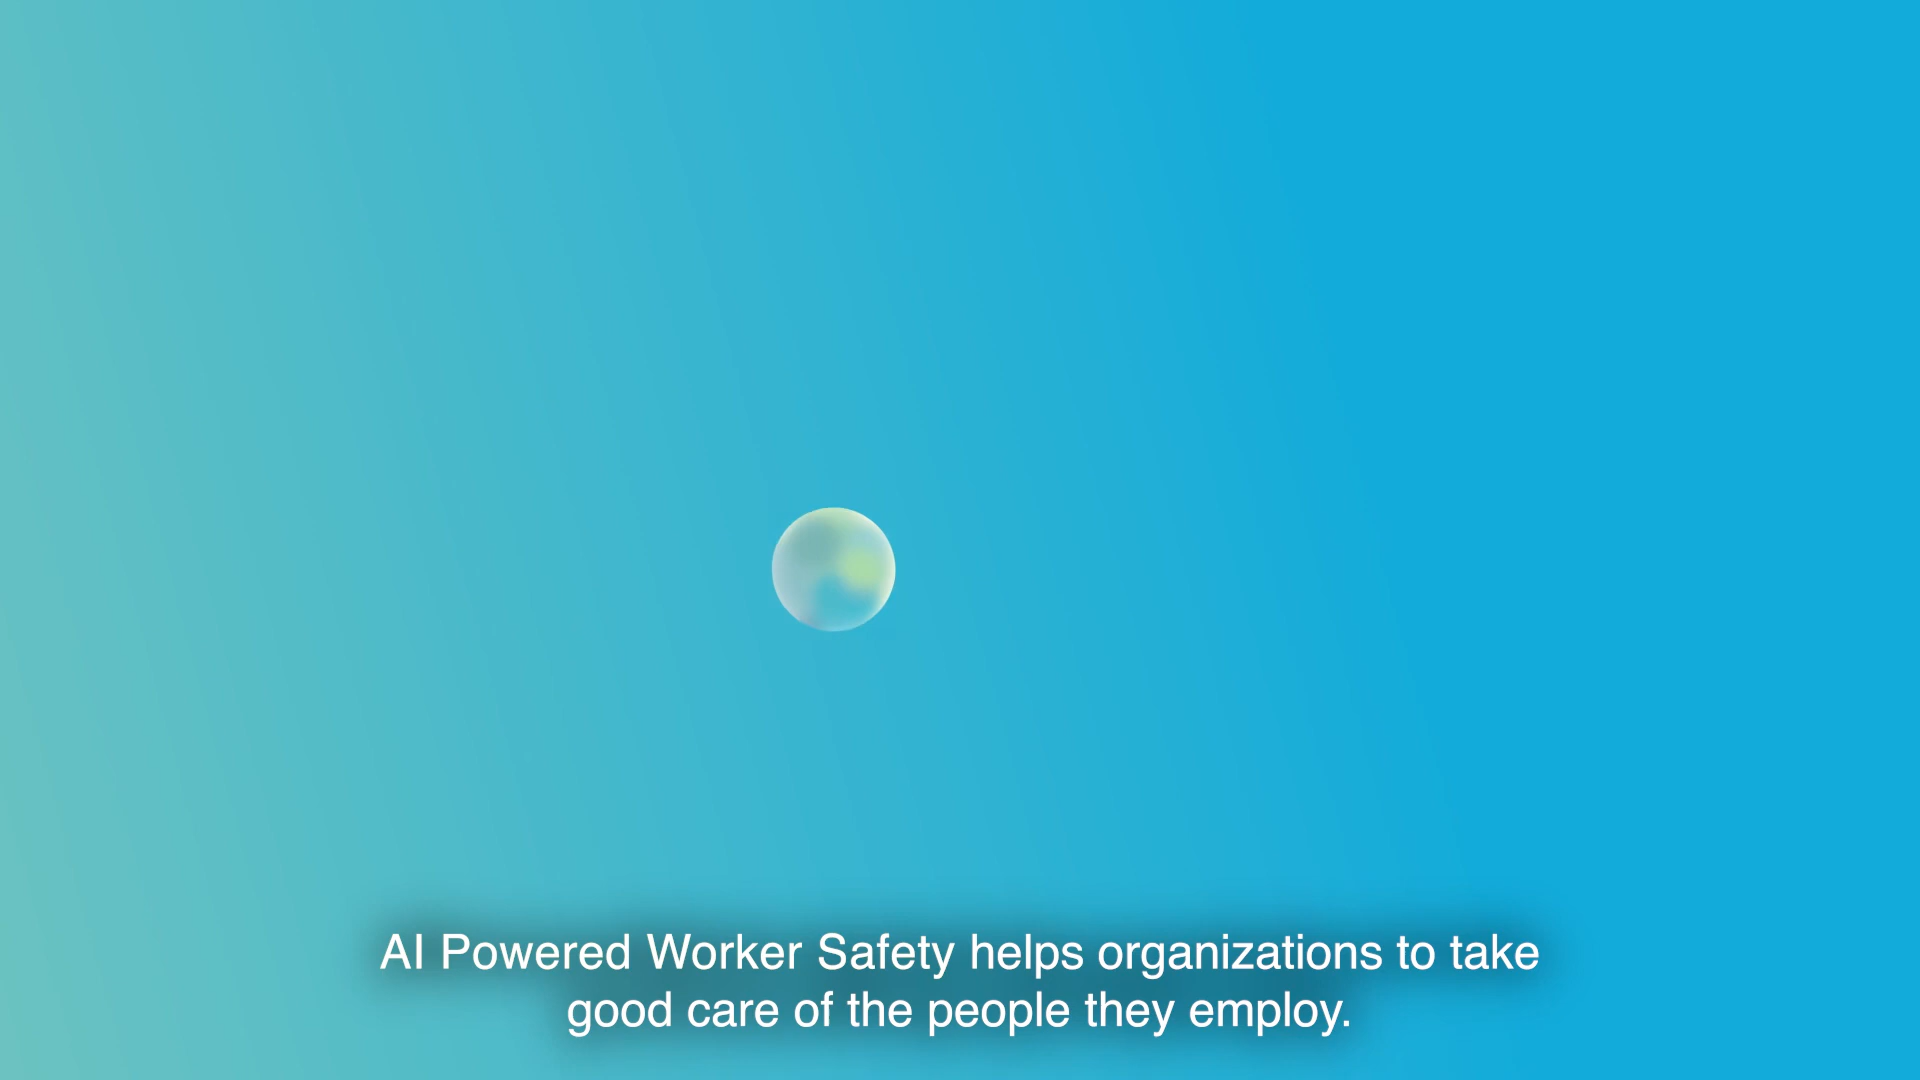 AI Powered Worker Safety helps organizations to take
good care of the people they employ.